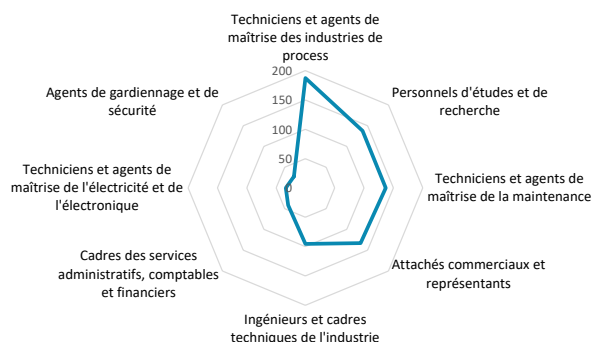 Techniciens et agents de
maîtrise des industries de
process
Personnels d'études et de
recherche
Techniciens et agents de
maîtrise de la maintenance
Attachés commerciaux et
représentants
Ingénieurs et cadres
techniques de l'industrie
Cadres des services
administratifs, comptables
et financiers
Techniciens et agents de
maîtrise de l'électricité et de
l'électronique
Agents de gardiennage et de
sécurité
200
150
100
50
0